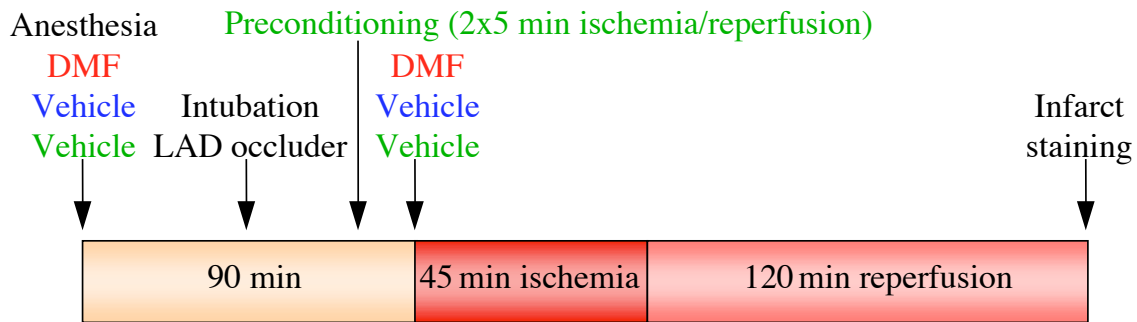 Anesthesia
DMF
Vehicle
Vehicle
Intubation
LAD occluder
Preconditioning (2x5 min ischemia/reperfusion)
DMF
Vehicle
Vehicle
Infarct
staining
90 min
45 min ischemia
120 min reperfusion